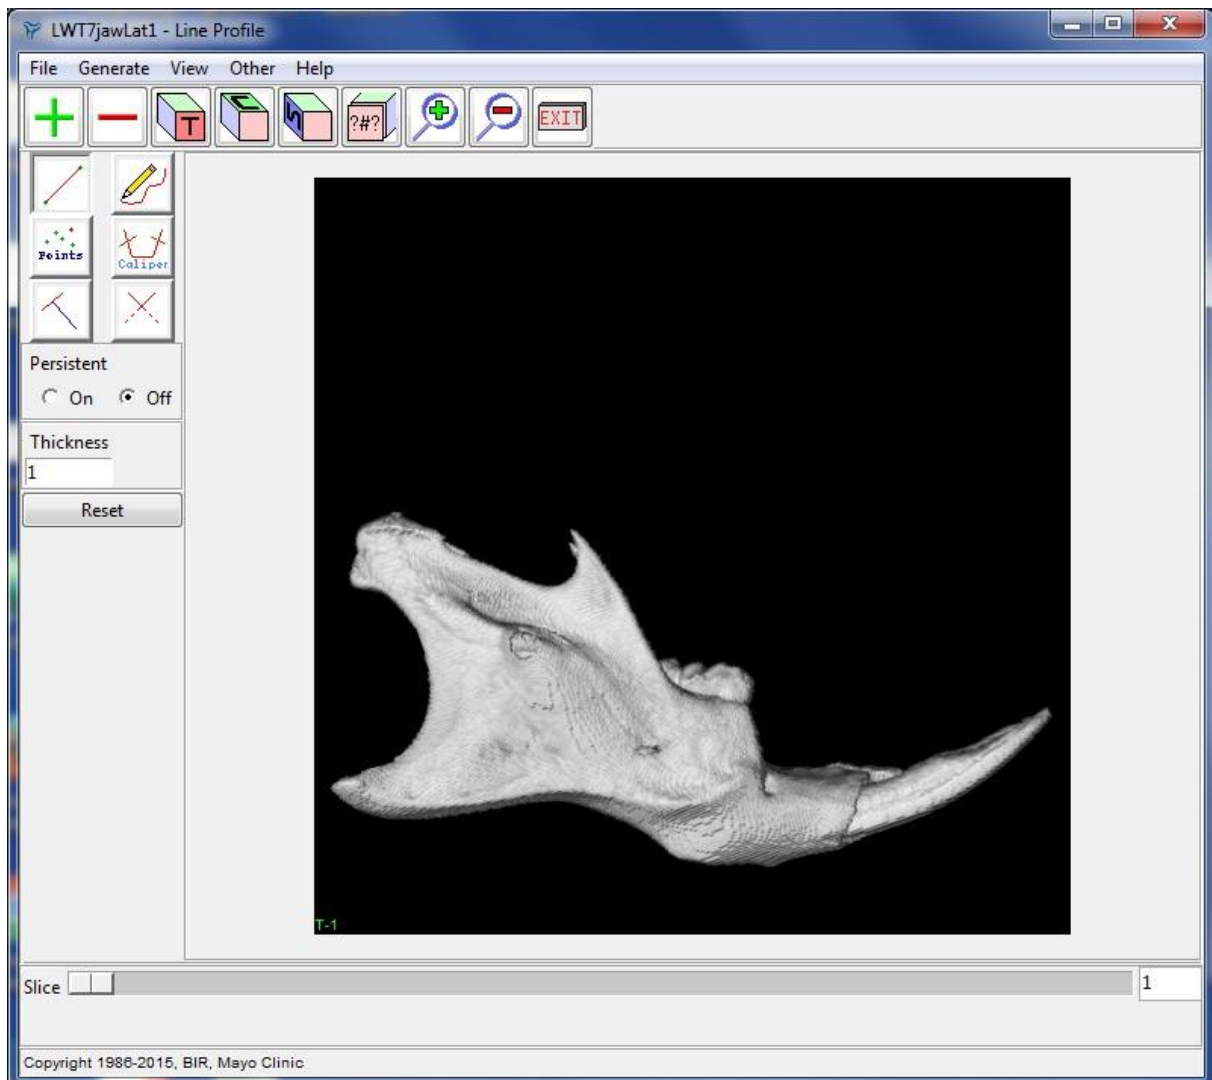 LWT7jawLat1 - Line Profile
File Generate View Other Help
T
?#?
EXIT
Points
Caliper
Persistent
On Off
Thickness
1
Reset
T-1
Slice 1
Copyright 1986-2015, BIR, Mayo Clinic